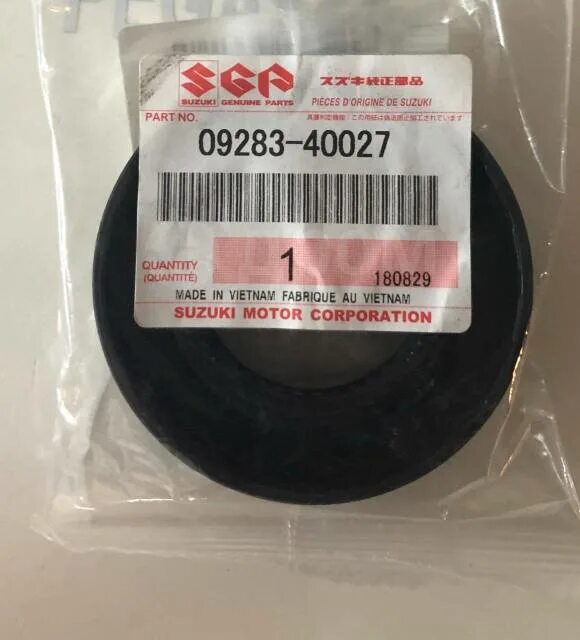 SGP
スズキ純正部品
SUZUKI GENUINE PARTS
PIÈCES D'ORIGINE DE SUZUKI
PART NO.
09283-40027
QUANTITY
(QUANTITÉ)
1
180829
MADE IN VIETNAM FABRIQUE AU VIETNAM
SUZUKI MOTOR CORPORATION